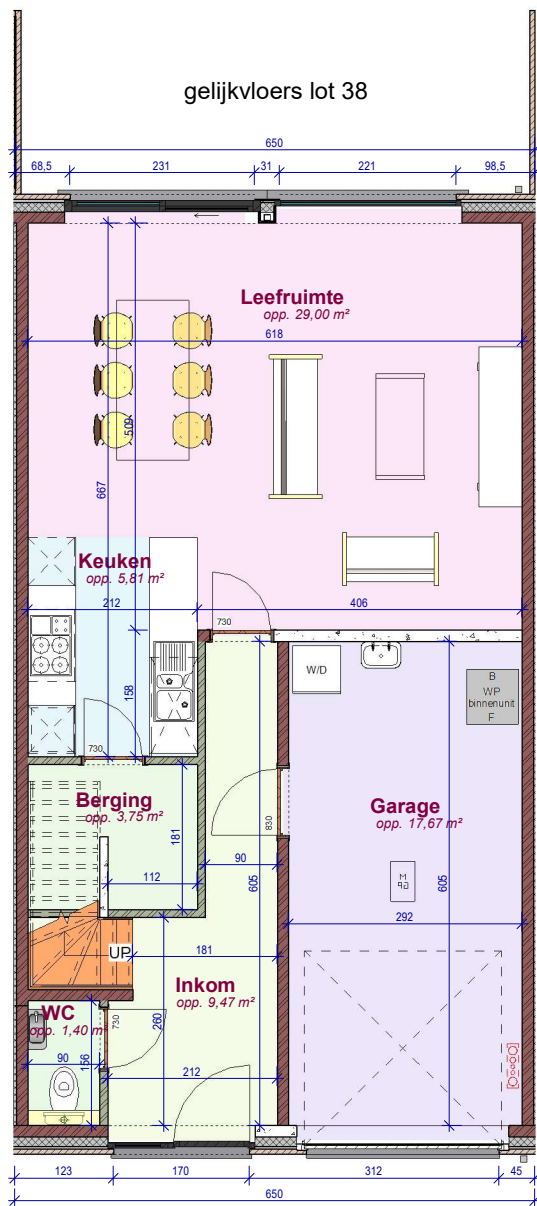 gelijkvloers lot 38
650
68,5 231 31 221 98,5
Leefruimte
opp. 29,00 m²
618
509
667
Keuken
opp. 5,81 m²
212 406
730
158
W/D
B
WP
binnenunit
F
730
Berging
opp. 3,75 m²
181
112
90
830
605
Garage
opp. 17,67 m²
605
292
UP
181
Inkom
opp. 9,47 m²
WC
opp. 1,40 m²
730
260
90
156
212
123 170 312 45
650